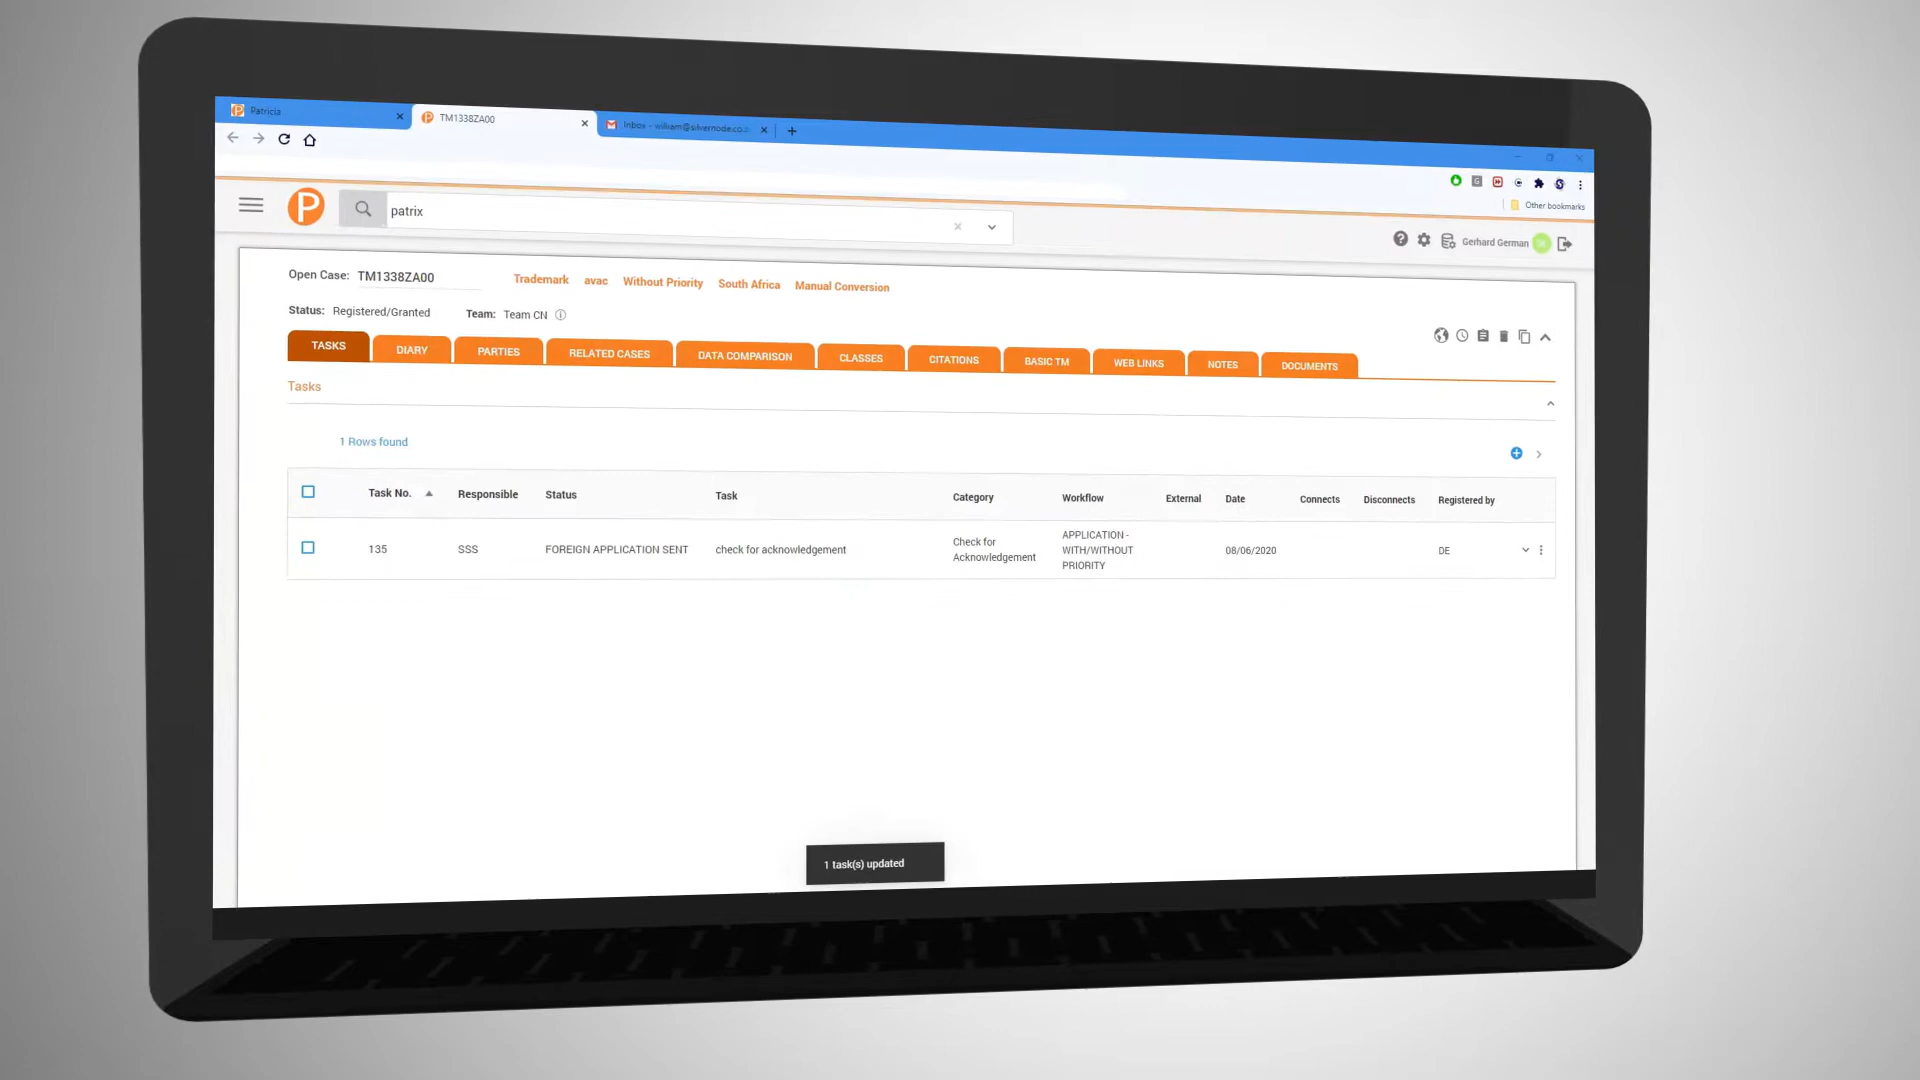 Patricia
TM1338ZA00
Inbox - william@silvernode.co.z
Other bookmarks
P
patrix
Gerhard German
Open Case: TM1338ZA00 Trademark avac Without Priority South Africa Manual Conversion
Status: Registered/Granted Team: Team CN
TASKS DIARY PARTIES RELATED CASES DATA COMPARISON CLASSES CITATIONS BASIC TM WEB LINKS NOTES DOCUMENTS
Tasks
1 Rows found
Task No. Responsible Status Task Category Workflow External Date Connects Disconnects Registered by
135 SSS FOREIGN APPLICATION SENT check for acknowledgement Check for Acknowledgement APPLICATION - WITH/WITHOUT PRIORITY 08/06/2020 DE
1 task(s) updated